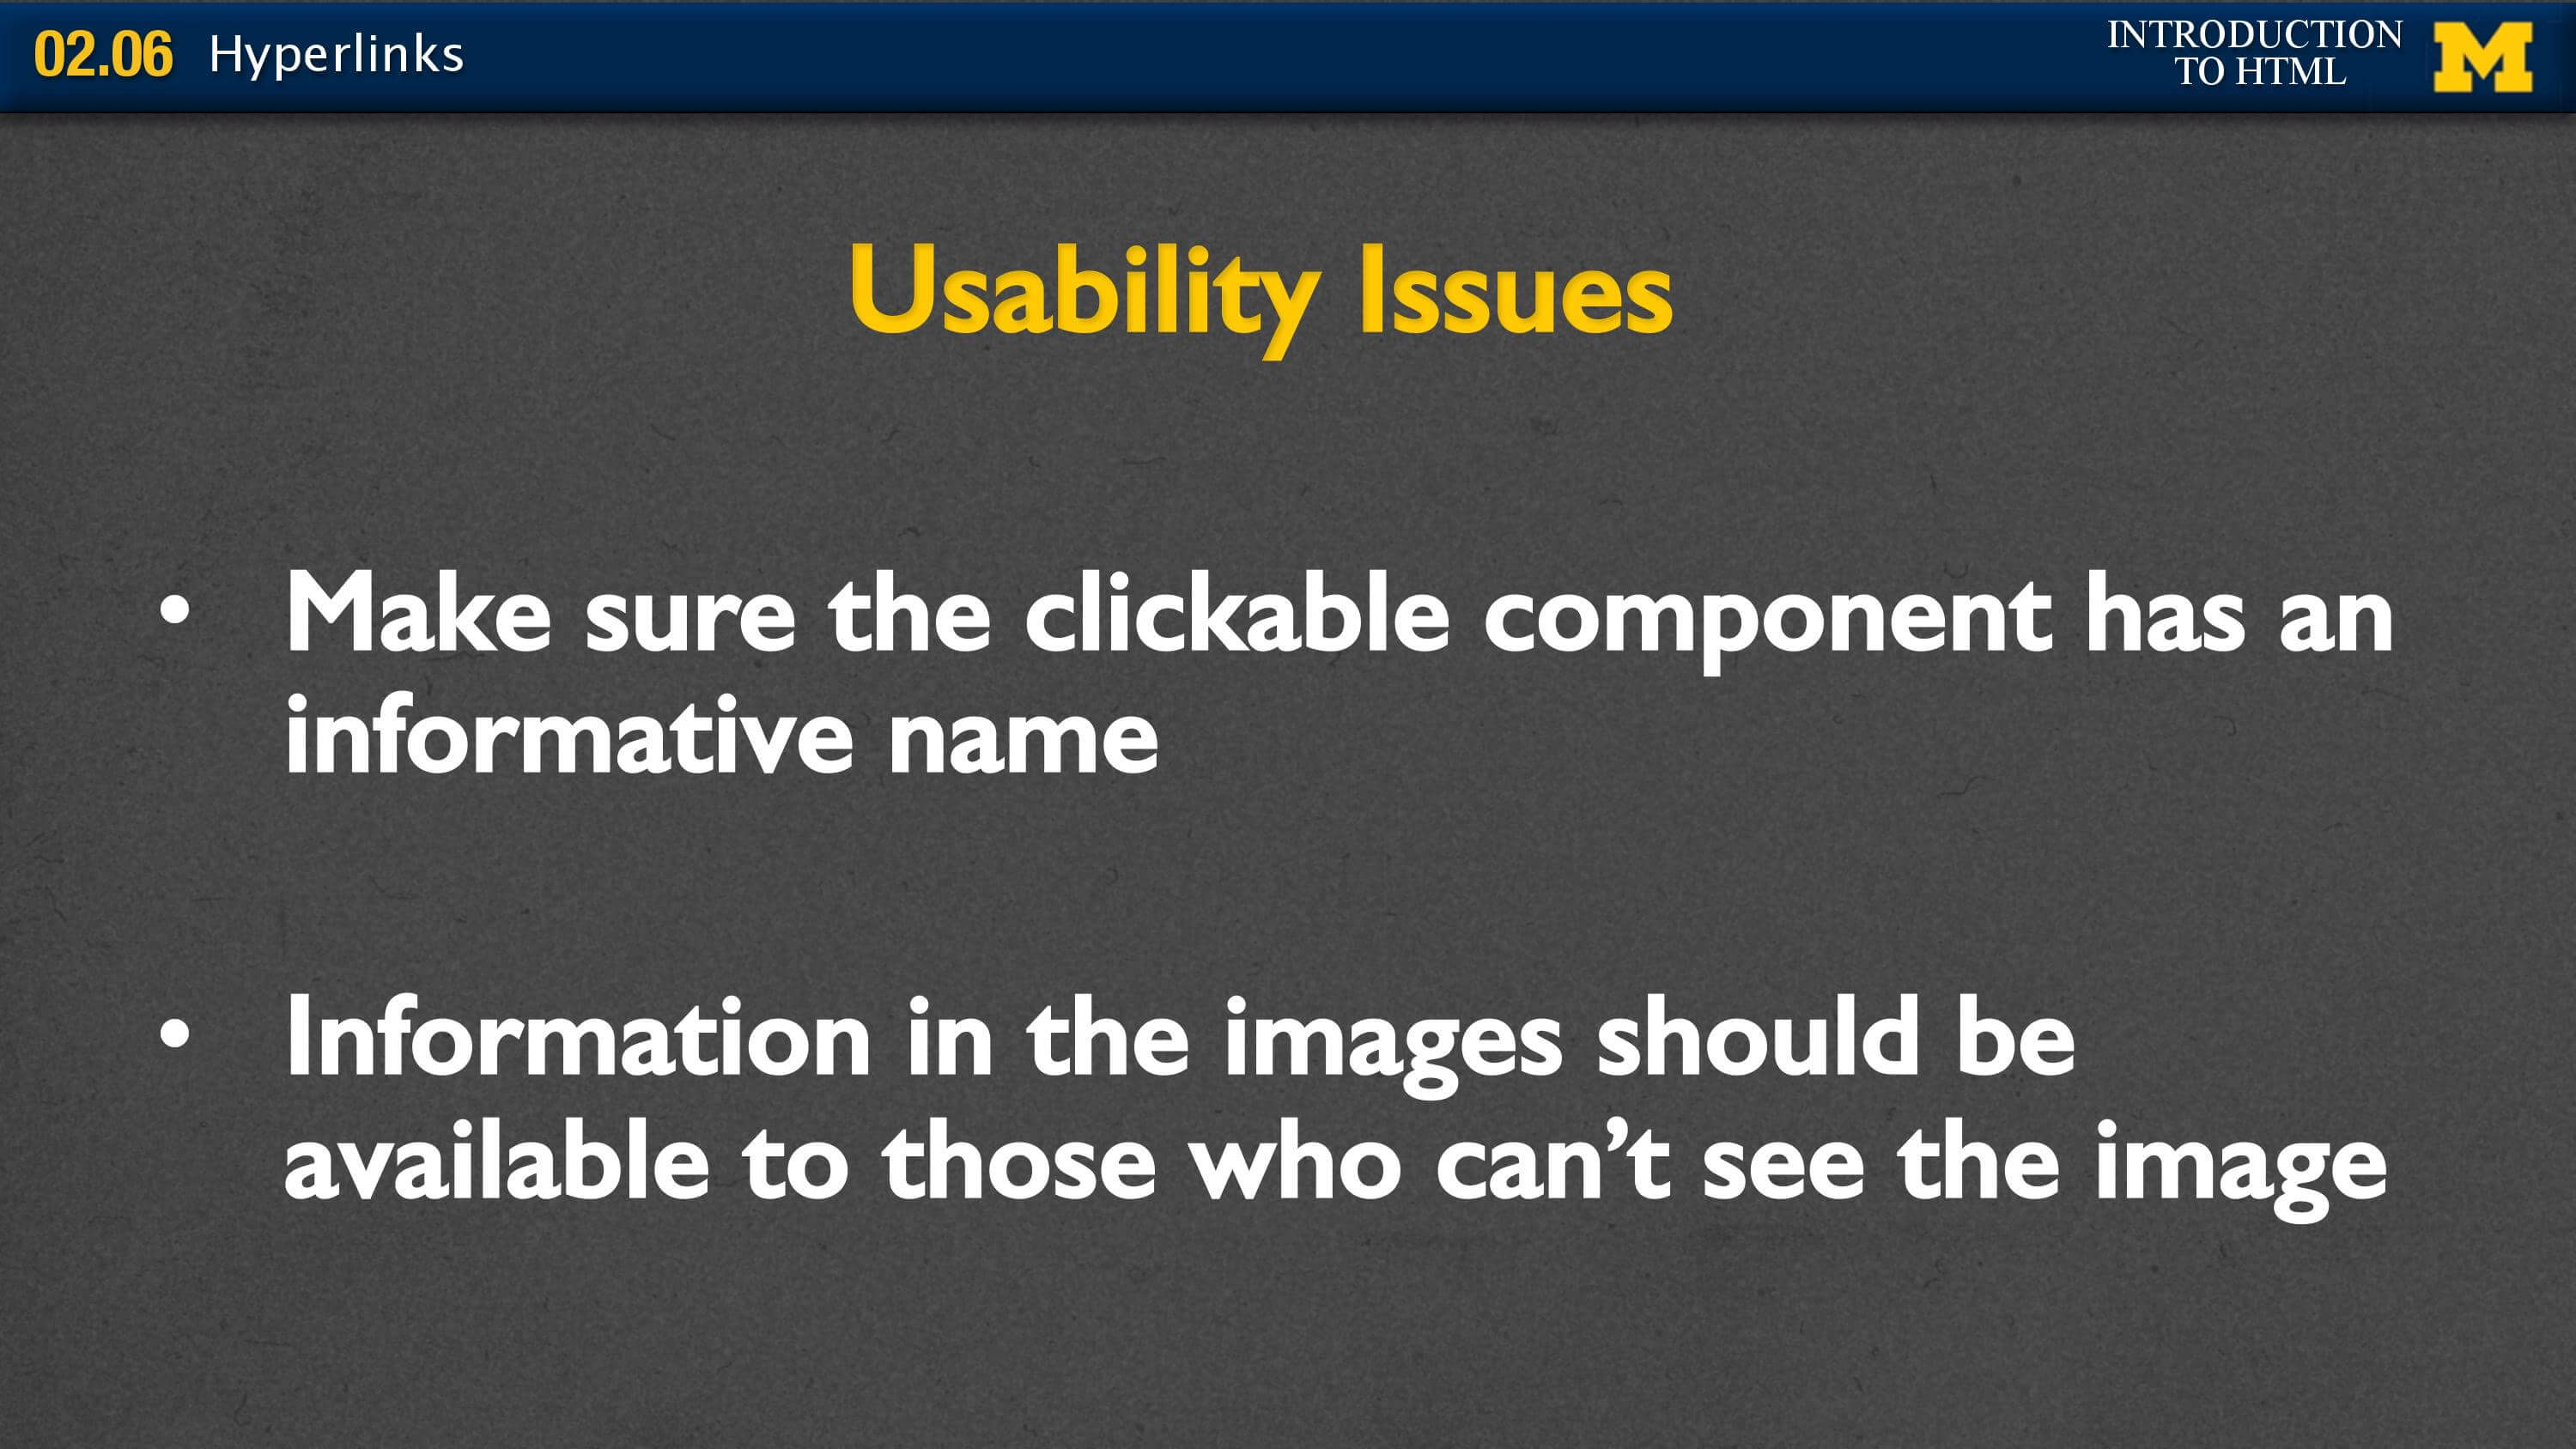 02.06 Hyperlinks
INTRODUCTION
TO HTML
M
Usability Issues
• Make sure the clickable component has an
informative name
• Information in the images should be
available to those who can’t see the image